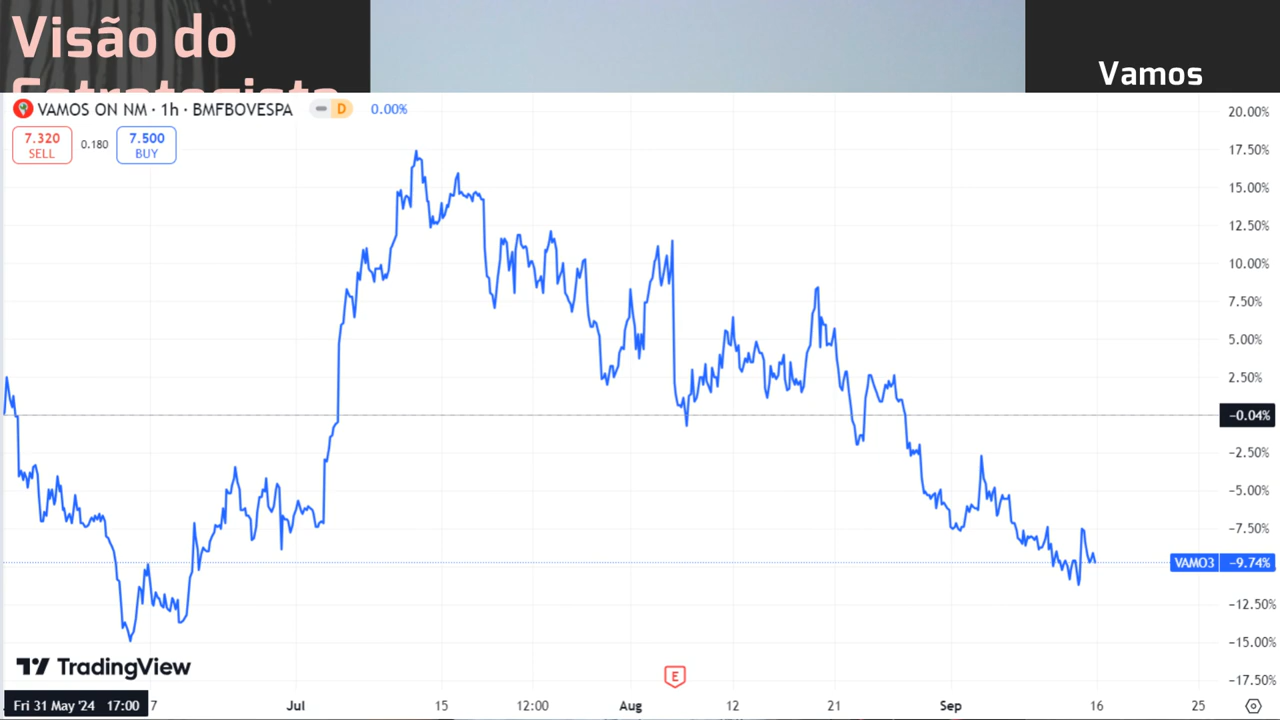 Visão do
Estrategista
Vamos
VAMOS ON NM · 1h · BMFBOVESPA
D
0.00%
7.320
SELL
0.180
7.500
BUY
20.00%
17.50%
15.00%
12.50%
10.00%
7.50%
5.00%
2.50%
−0.04%
−2.50%
−5.00%
−7.50%
VAMO3 −9.74%
−12.50%
−15.00%
−17.50%
E
TradingView
Fri 31 May '24 17:00
7
Jul
15
12:00
Aug
12
21
Sep
16
25